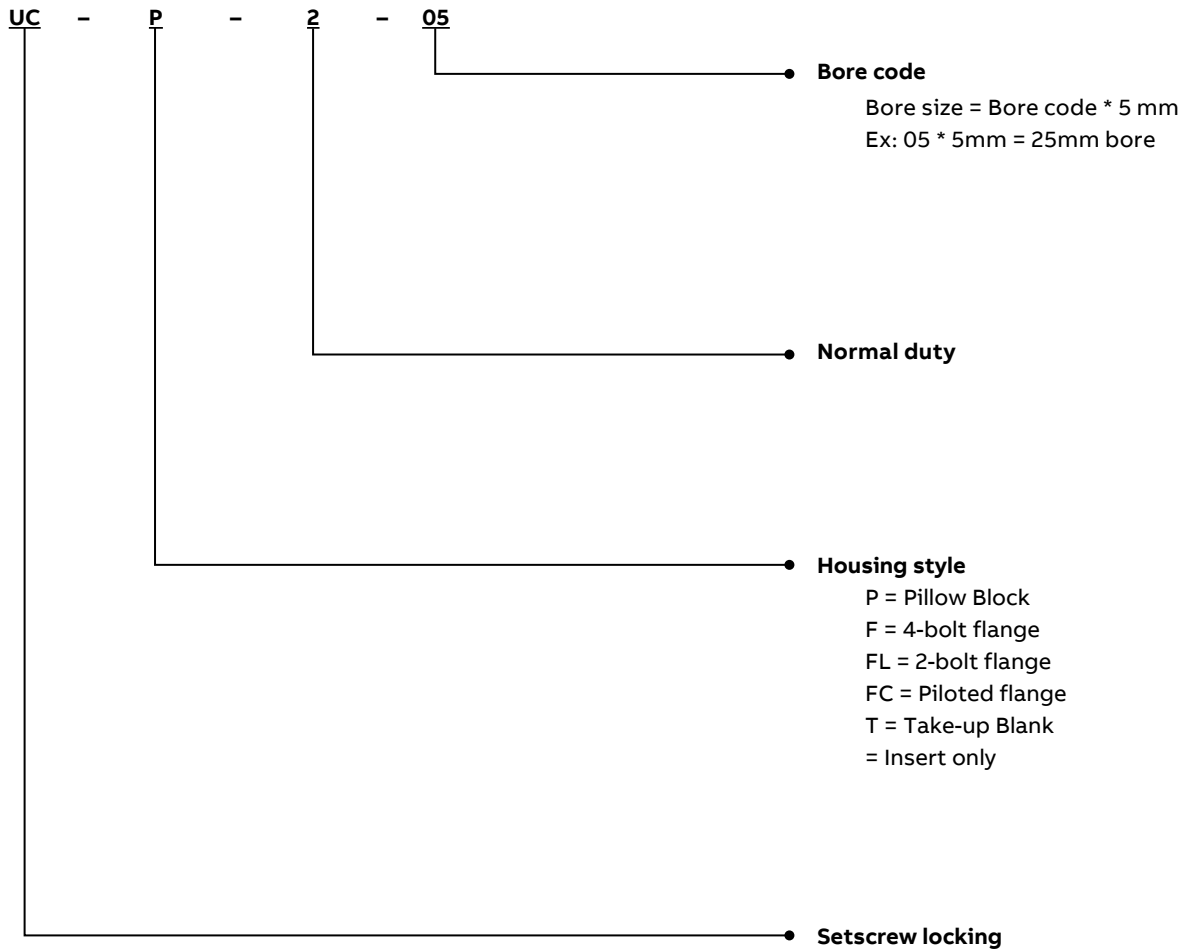 UC – P – 2 – 05
Bore code
Bore size = Bore code * 5 mm
Ex: 05 * 5mm = 25mm bore
Normal duty
Housing style
P = Pillow Block
F = 4-bolt flange
FL = 2-bolt flange
FC = Piloted flange
T = Take-up Blank
= Insert only
Setscrew locking